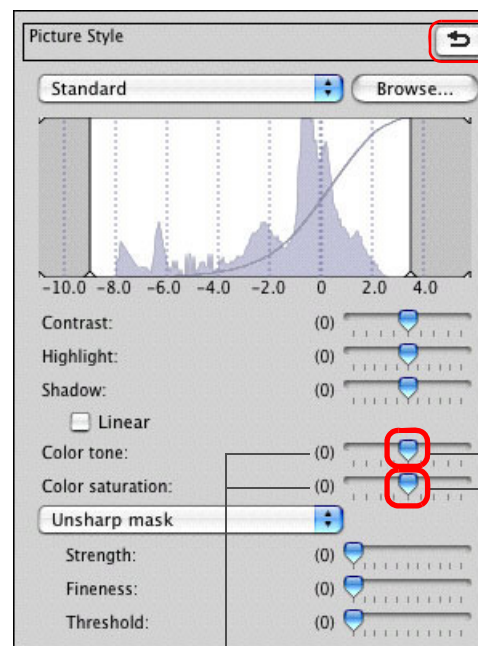 Picture Style
Standard Browse...
-10.0 -8.0 -6.0 -4.0 -2.0 0 2.0 4.0
Contrast: (0)
Highlight: (0)
Shadow: (0)
Linear
Color tone: (0)
Color saturation: (0)
Unsharp mask
Strength: (0)
Fineness: (0)
Threshold: (0)